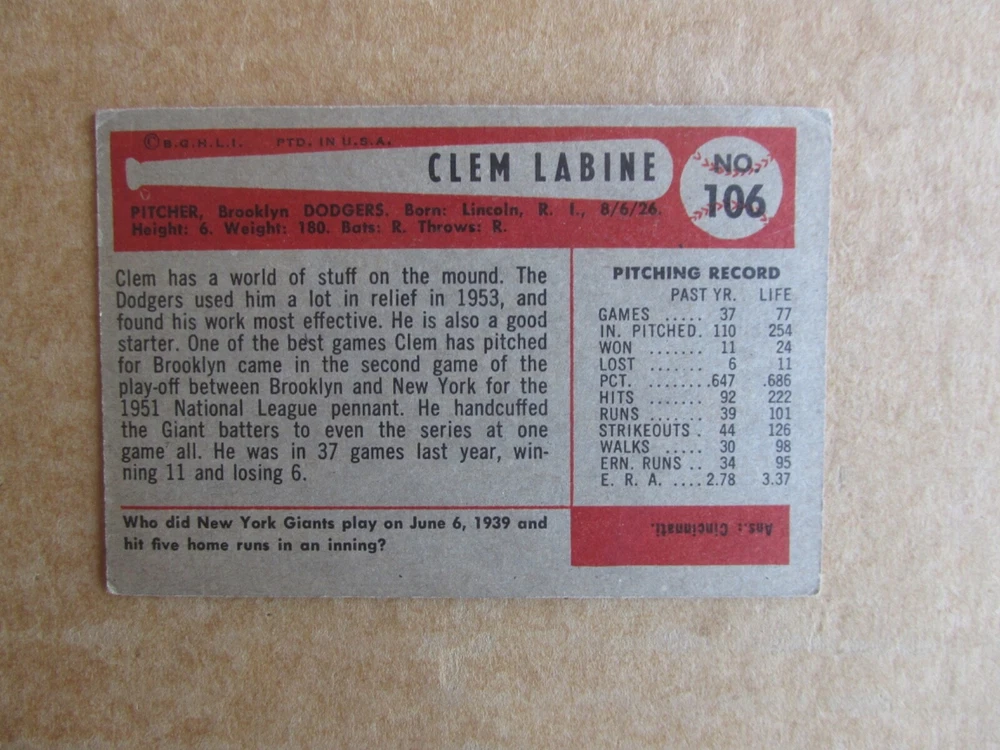 ©B.G.H.L.I. PTD. IN U.S.A.
CLEM LABINE
NO.
106
PITCHER, Brooklyn DODGERS. Born: Lincoln, R. I., 8/6/26.
Height: 6. Weight: 180. Bats: R. Throws: R.
Clem has a world of stuff on the mound. The
Dodgers used him a lot in relief in 1953, and
found his work most effective. He is also a good
starter. One of the best games Clem has pitched
for Brooklyn came in the second game of the
play-off between Brooklyn and New York for the
1951 National League pennant. He handcuffed
the Giant batters to even the series at one
game all. He was in 37 games last year, win-
ning 11 and losing 6.
PITCHING RECORD
PAST YR. LIFE
GAMES ..... 37 77
IN. PITCHED. 110 254
WON ....... 11 24
LOST ....... 6 11
PCT. ........ .647 .686
HITS ....... 92 222
RUNS ....... 39 101
STRIKEOUTS . 44 126
WALKS ..... 30 98
ERN. RUNS .. 34 95
E. R. A. .... 2.78 3.37
Who did New York Giants play on June 6, 1939 and
hit five home runs in an inning?
Ans.: Cincinnati.